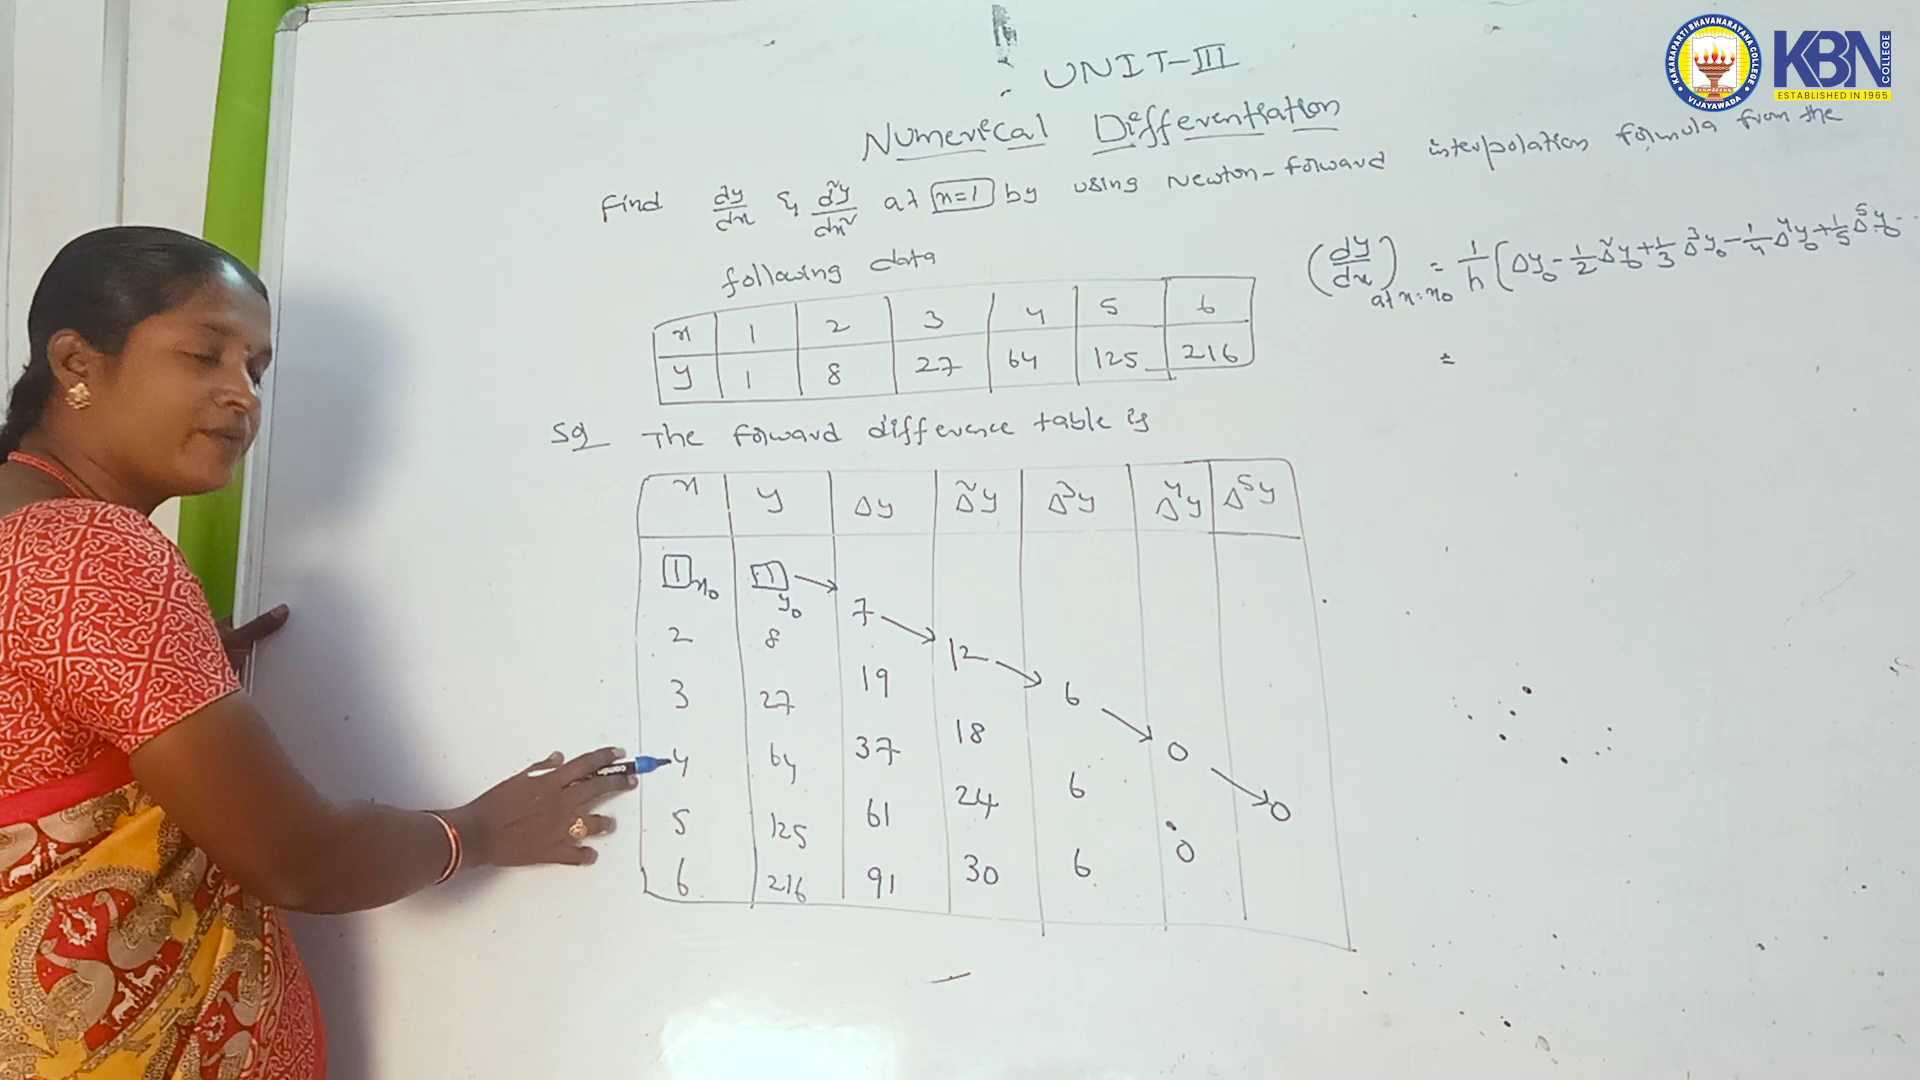 KAKARAPARTI BHAVANARAYANA COLLEGE
VIJAYAWADA
KBN COLLEGE
ESTABLISHED IN 1965
UNIT-III
Numerical Differentiation
Find dy/dx & d²y/dx² at x=1 by using Newton-forward interpolation formula from the
following data
x 1 2 3 4 5 6
y 1 8 27 64 125 216
(dy/dx) at x=x₀ = 1/h (Δy₀ - 1/2 Δ²y₀ + 1/3 Δ³y₀ - 1/4 Δ⁴y₀ + 1/5 Δ⁵y₀ ...
=
Sol The forward difference table is
x y Δy Δ²y Δ³y Δ⁴y Δ⁵y
1 x₀ 1 y₀
7
2 8
12
3 27 19 6
4 64 37 18 0
5 125 61 24 6 0
6 216 91 30 6 0